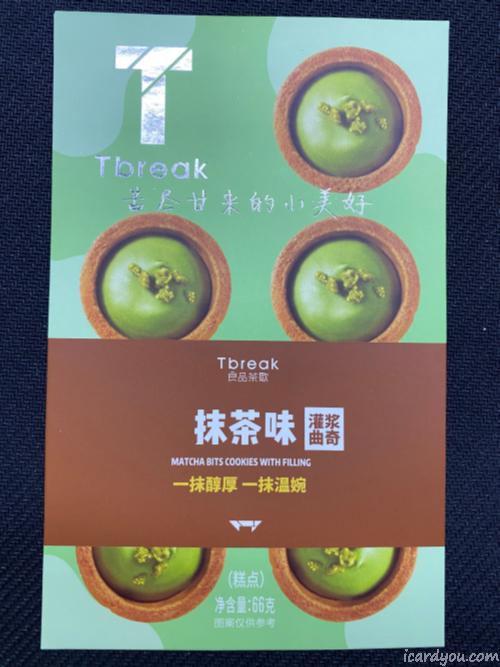 T
Tbreak
苦尽甘来的小美好
Tbreak
良品茶歇
抹茶味 灌浆曲奇
MATCHA BITS COOKIES WITH FILLING
一抹醇厚 一抹温婉
(糕点)
净含量:66克
图案仅供参考
icardyou.com